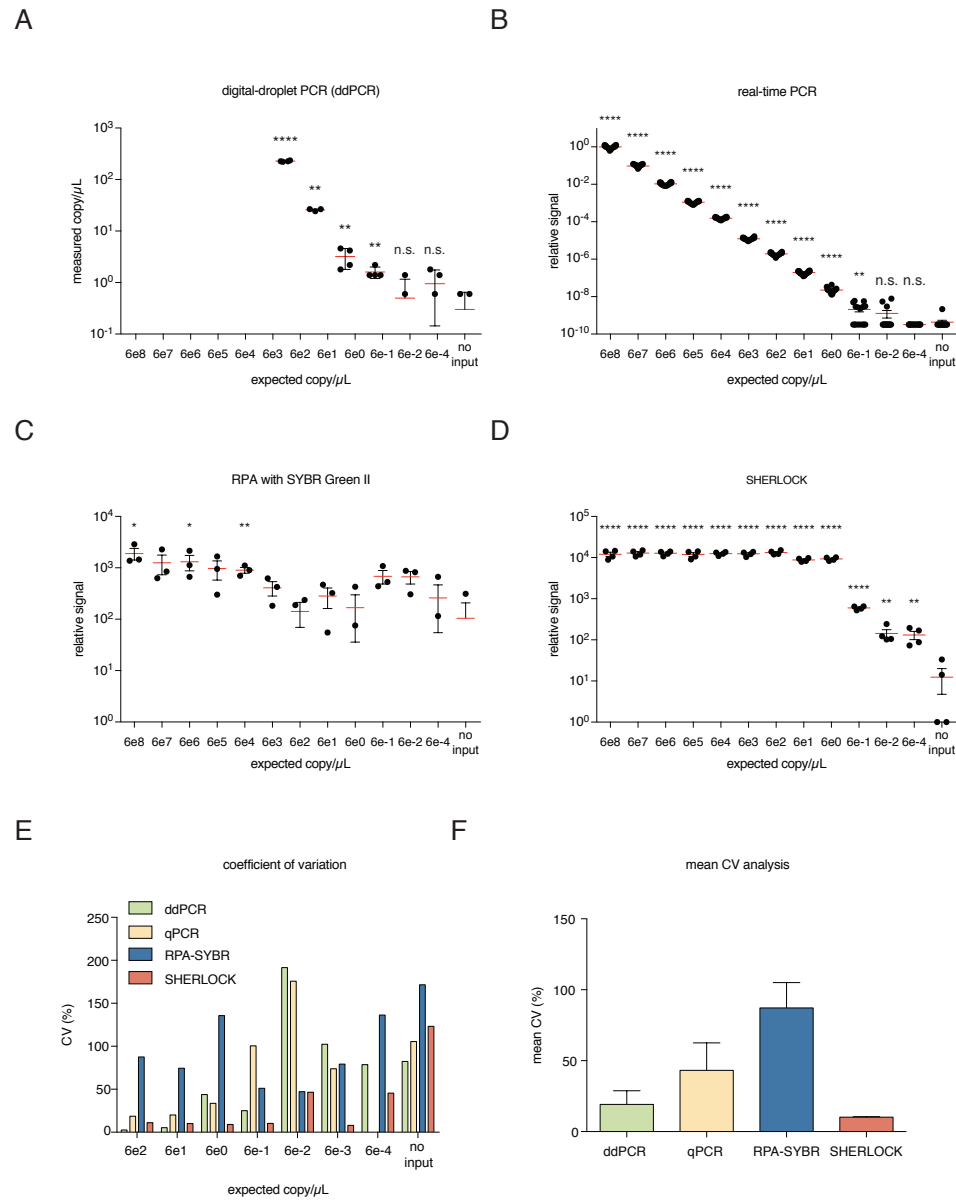 A
digital-droplet PCR (ddPCR)
measured copy/µL
10³
10²
10¹
10⁰
10⁻¹
****
**
**
**
n.s.
n.s.
6e8 6e7 6e6 6e5 6e4 6e3 6e2 6e1 6e0 6e-1 6e-2 6e-4 no input
expected copy/µL
B
real-time PCR
relative signal
10⁰
10⁻²
10⁻⁴
10⁻⁶
10⁻⁸
10⁻¹⁰
****
****
****
****
****
****
****
****
****
**
n.s.
n.s.
6e8 6e7 6e6 6e5 6e4 6e3 6e2 6e1 6e0 6e-1 6e-2 6e-4 no input
expected copy/µL
C
RPA with SYBR Green II
relative signal
10⁴
10³
10²
10¹
10⁰
*
*
**
6e8 6e7 6e6 6e5 6e4 6e3 6e2 6e1 6e0 6e-1 6e-2 6e-4 no input
expected copy/µL
D
SHERLOCK
relative signal
10⁵
10⁴
10³
10²
10¹
10⁰
**** **** **** **** **** **** **** **** ****
****
** **
6e8 6e7 6e6 6e5 6e4 6e3 6e2 6e1 6e0 6e-1 6e-2 6e-4 no input
expected copy/µL
E
coefficient of variation
ddPCR
qPCR
RPA-SYBR
SHERLOCK
CV (%)
250
200
150
100
50
0
6e2 6e1 6e0 6e-1 6e-2 6e-3 6e-4 no input
expected copy/µL
F
mean CV analysis
mean CV (%)
150
100
50
0
ddPCR qPCR RPA-SYBR SHERLOCK